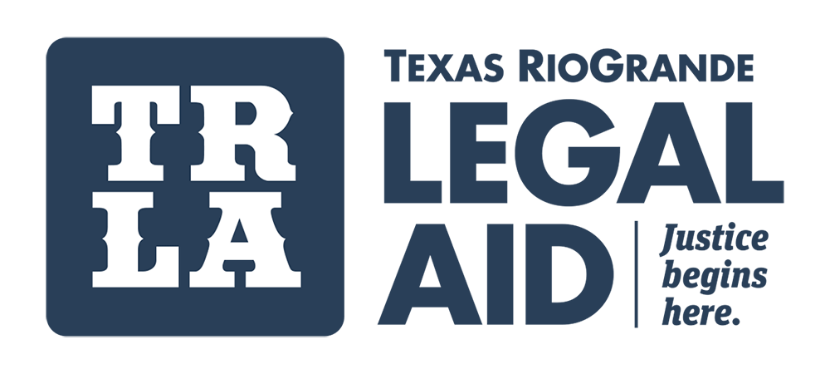 TR
LA
TEXAS RIOGRANDE
LEGAL
AID
Justice
begins
here.